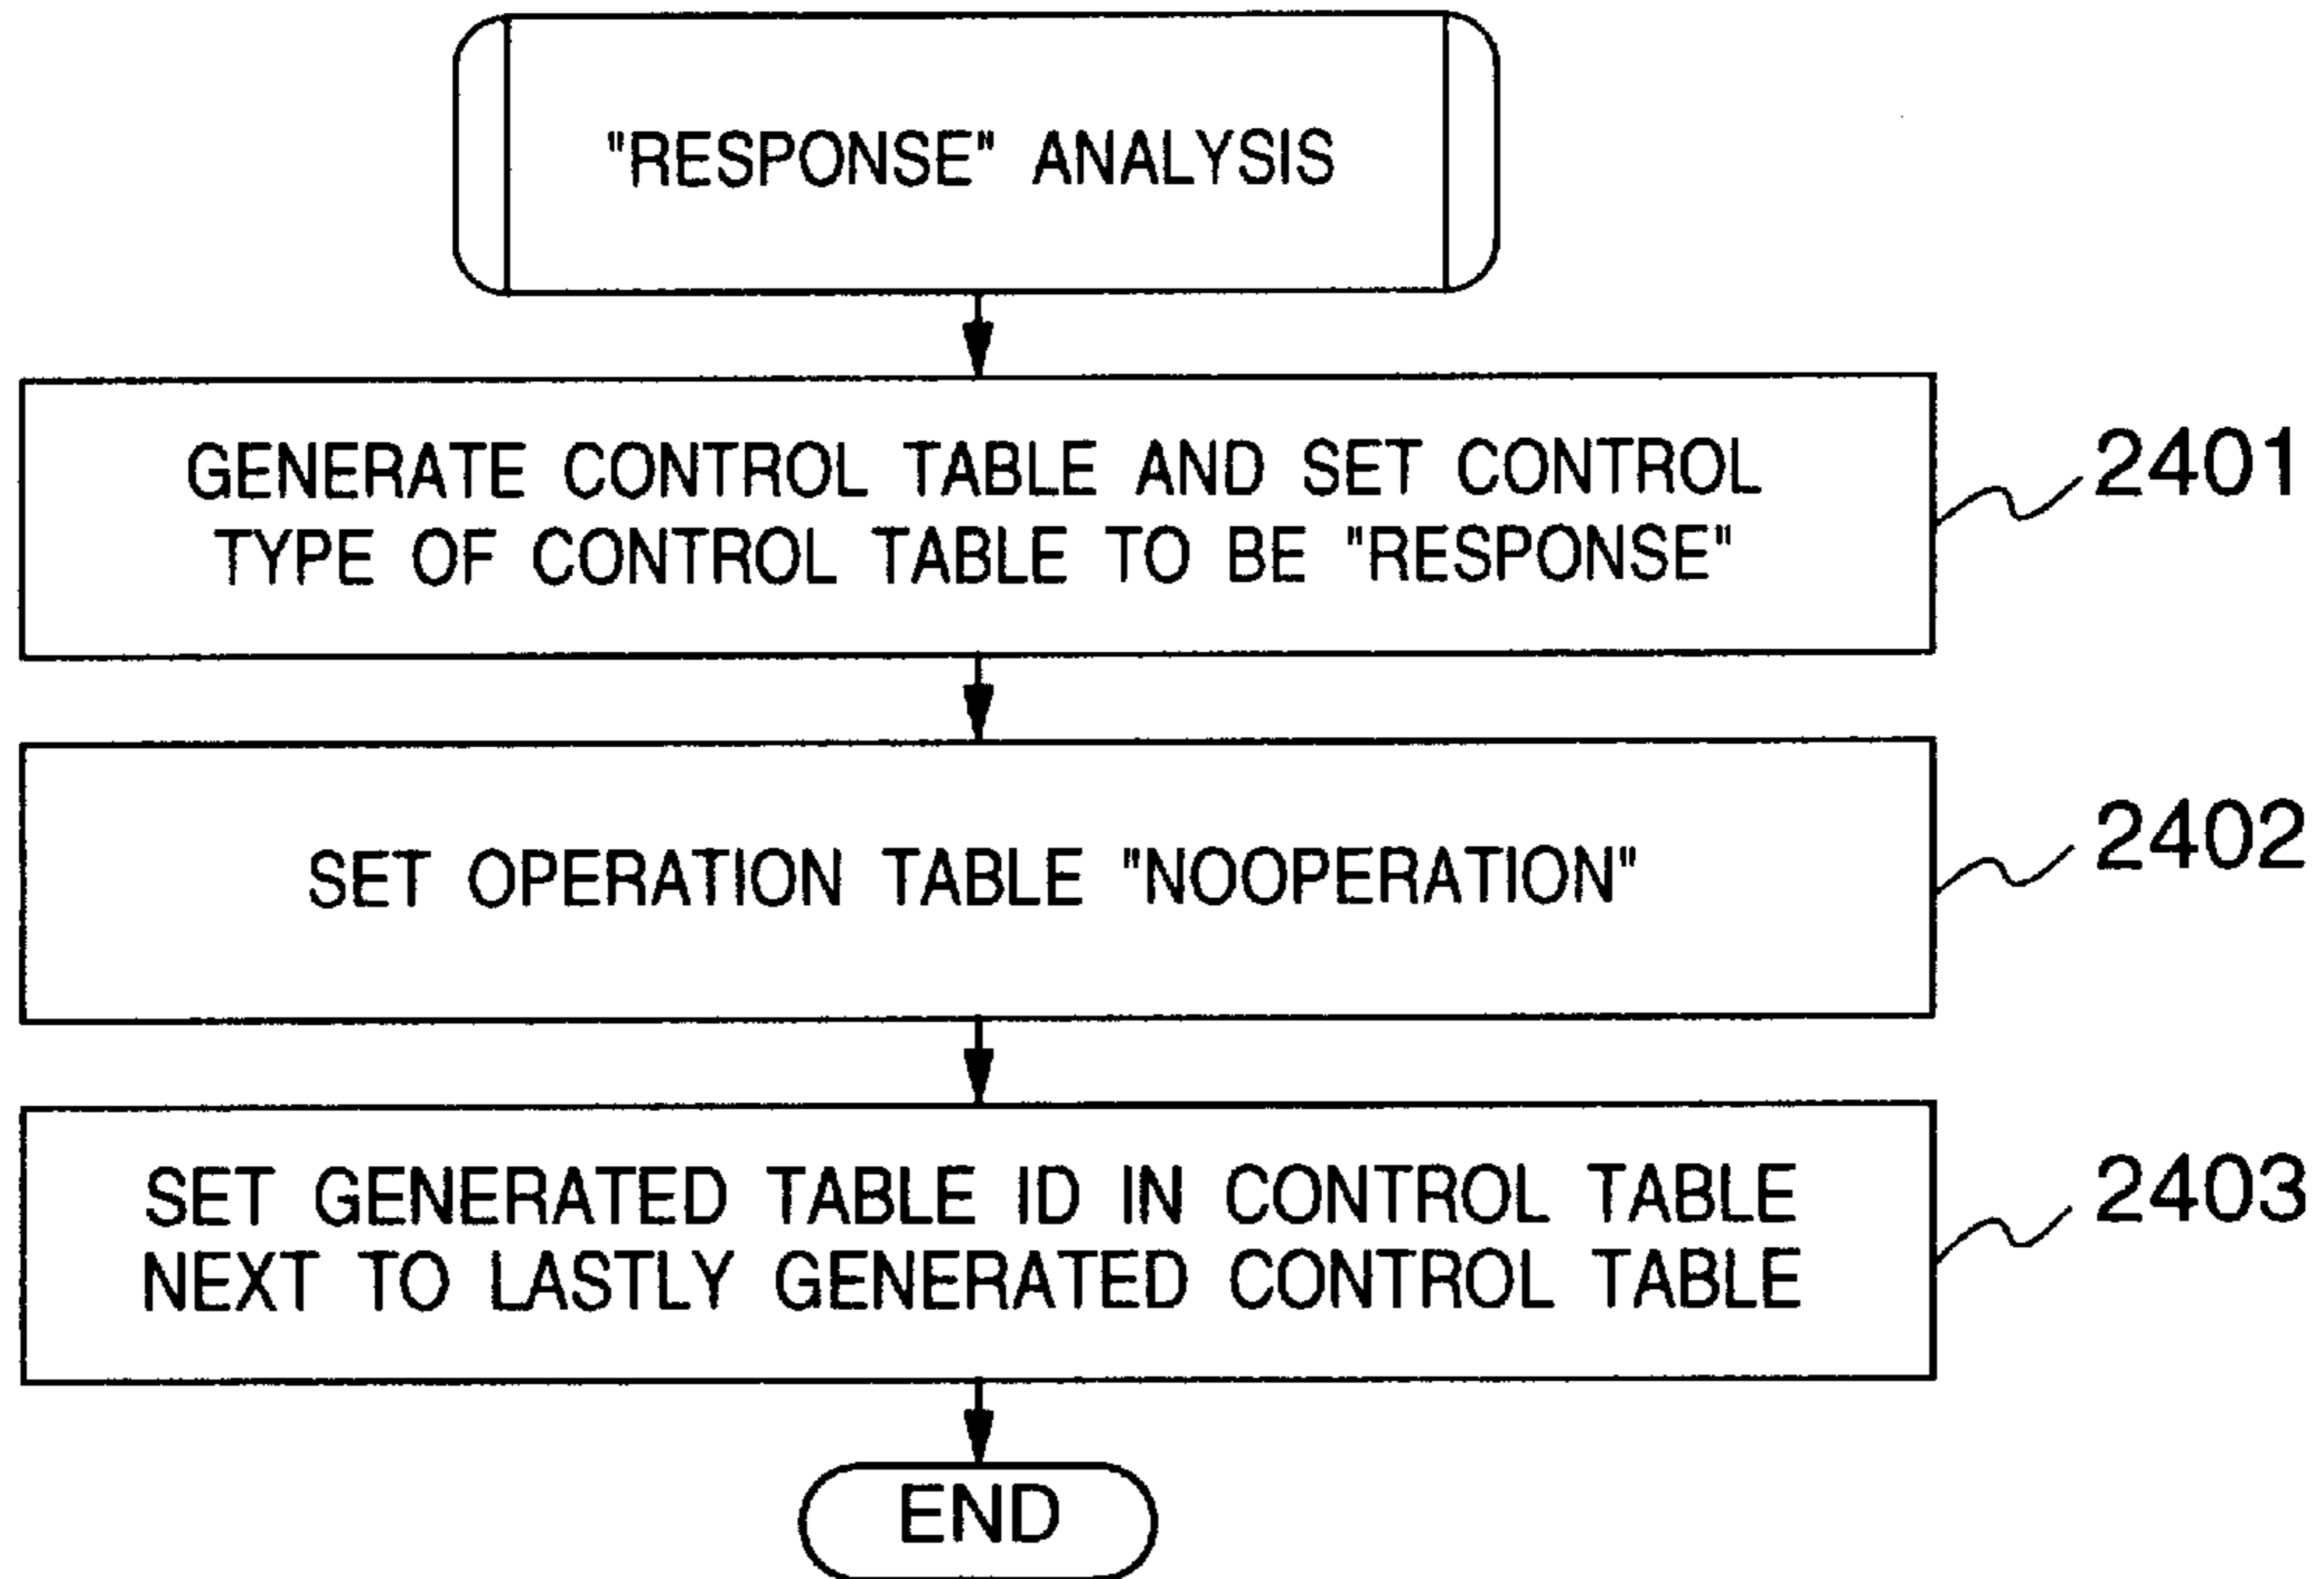 "RESPONSE" ANALYSIS
GENERATE CONTROL TABLE AND SET CONTROL
TYPE OF CONTROL TABLE TO BE "RESPONSE"
2401
SET OPERATION TABLE "NOOPERATION"
2402
SET GENERATED TABLE ID IN CONTROL TABLE
NEXT TO LASTLY GENERATED CONTROL TABLE
2403
END